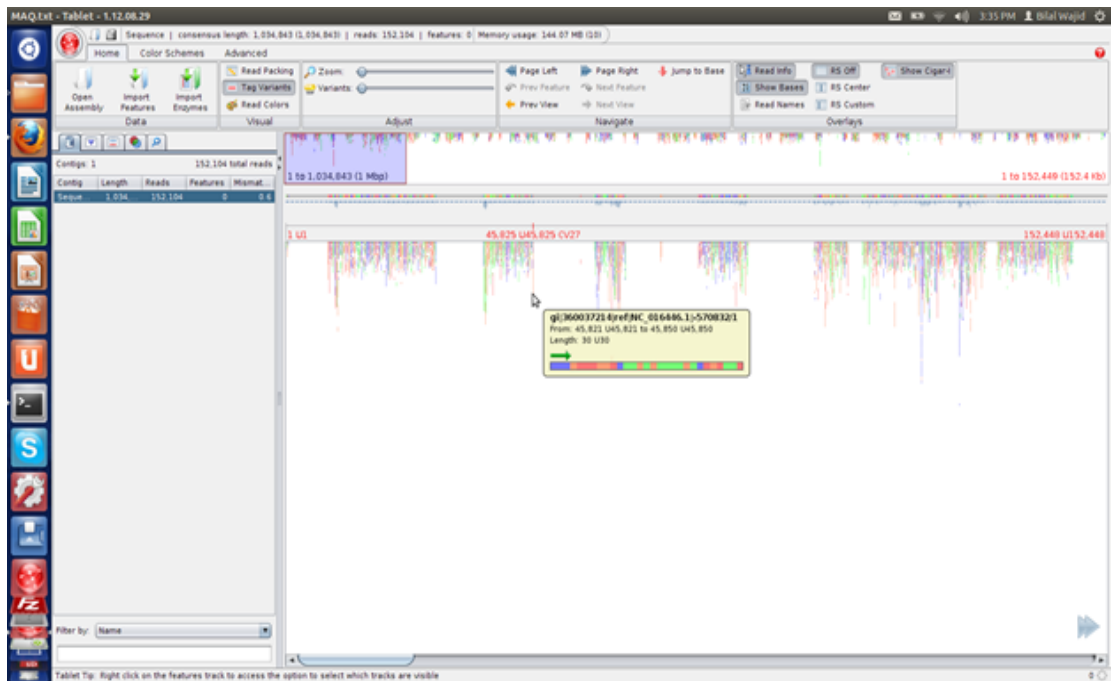 MAQ.txt - Tablet - 1.12.08.29
3:35 PM Bilal Wajid
Sequence | consensus length: 1,034,843 (1,034,843) | reads: 152,104 | features: 0 Memory usage: 144.07 MB (10)
Home Color Schemes Advanced
Open Assembly
Import Features
Import Enzymes
Data
Read Packing
Tag Variants
Read Colors
Visual
Zoom:
Variants:
Adjust
Page Left Page Right Jump to Base
Prev Feature Next Feature
Prev View Next View
Navigate
Read Info RS Off Show Cigar-I
Show Bases RS Center
Read Names RS Custom
Overlays
Contigs: 1 152,104 total reads
Contig Length Reads Features Mismat...
Seque... 1,034... 152,104 0 0.6
1 to 1,034,843 (1 Mbp)
1 to 152,449 (152.4 Kb)
1 U1
45,825 U45,825 CV27
152,448 U152,448
gi|360037214|ref|NC_016446.1|-570832/1
From: 45,821 U45,821 to 45,850 U45,850
Length: 30 U30
Filter by: Name
Tablet Tip: Right click on the features track to access the option to select which tracks are visible
0